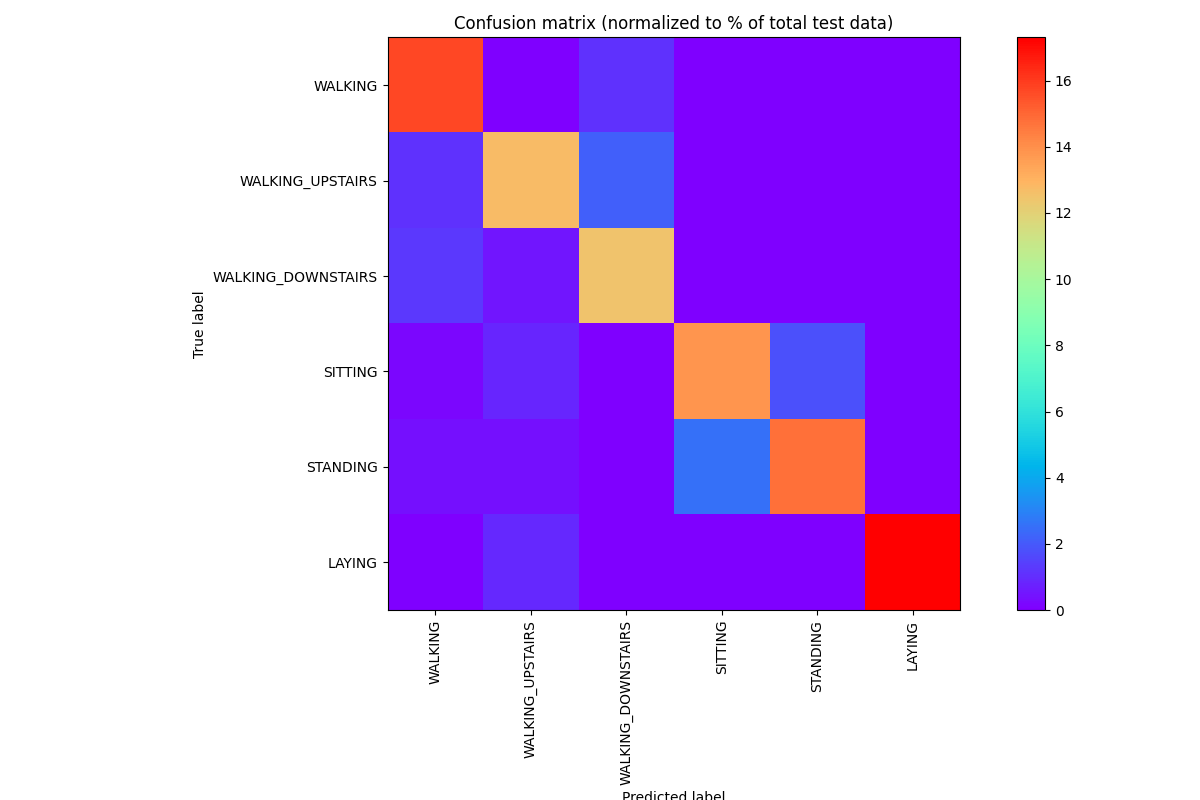 Confusion matrix (normalized to % of total test data)
True label
WALKING
WALKING_UPSTAIRS
WALKING_DOWNSTAIRS
SITTING
STANDING
LAYING
WALKING
WALKING_UPSTAIRS
WALKING_DOWNSTAIRS
SITTING
STANDING
LAYING
Predicted label
16
14
12
10
8
6
4
2
0